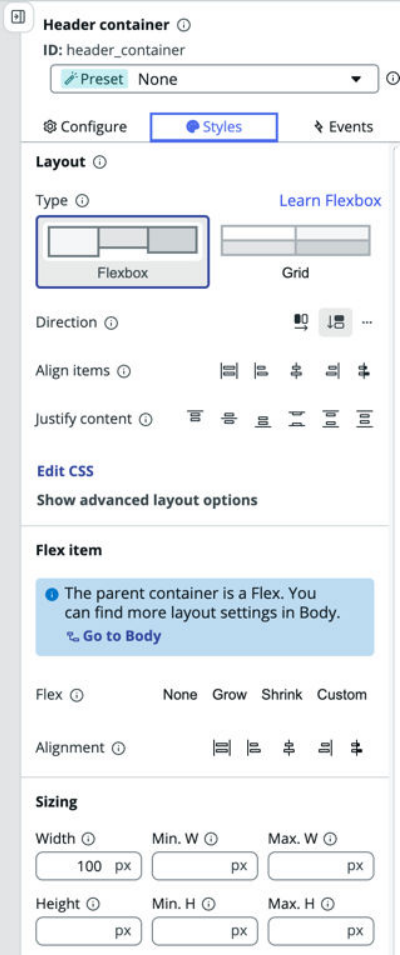 Header container
ID: header_container
Preset None
Configure Styles Events
Layout
Type Learn Flexbox
Flexbox Grid
Direction
Align items
Justify content
Edit CSS
Show advanced layout options
Flex item
The parent container is a Flex. You
can find more layout settings in Body.
Go to Body
Flex None Grow Shrink Custom
Alignment
Sizing
Width Min. W Max. W
100 px px px
Height Min. H Max. H
px px px